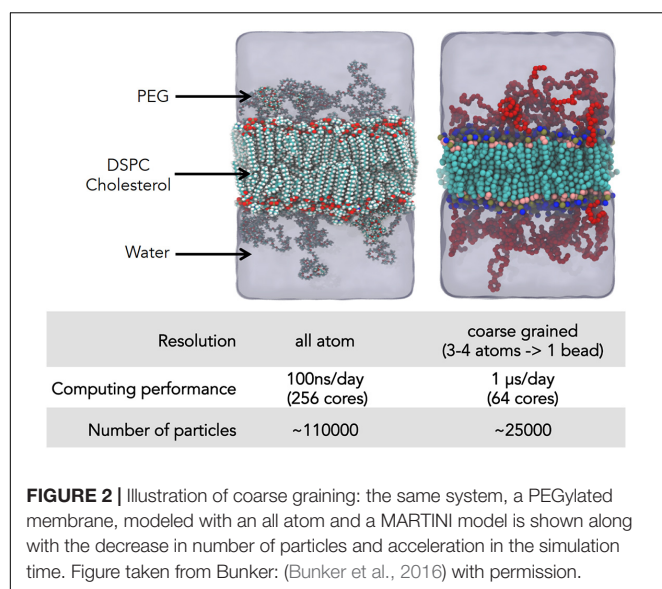 PEG
DSPC
Cholesterol
Water
Resolution all atom coarse grained
(3-4 atoms -> 1 bead)
Computing performance 100ns/day 1 µs/day
(256 cores) (64 cores)
Number of particles ~110000 ~25000
FIGURE 2 | Illustration of coarse graining: the same system, a PEGylated
membrane, modeled with an all atom and a MARTINI model is shown along
with the decrease in number of particles and acceleration in the simulation
time. Figure taken from Bunker: (Bunker et al., 2016) with permission.